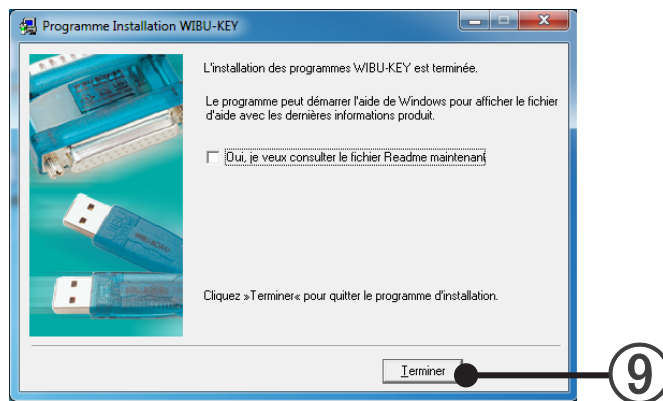 Programme Installation WIBU-KEY
L'installation des programmes WIBU-KEY est terminée.
Le programme peut démarrer l'aide de Windows pour afficher le fichier
d'aide avec les dernières informations produit.
Oui, je veux consulter le fichier Readme maintenant
Cliquez »Terminer« pour quitter le programme d'installation.
Terminer
9